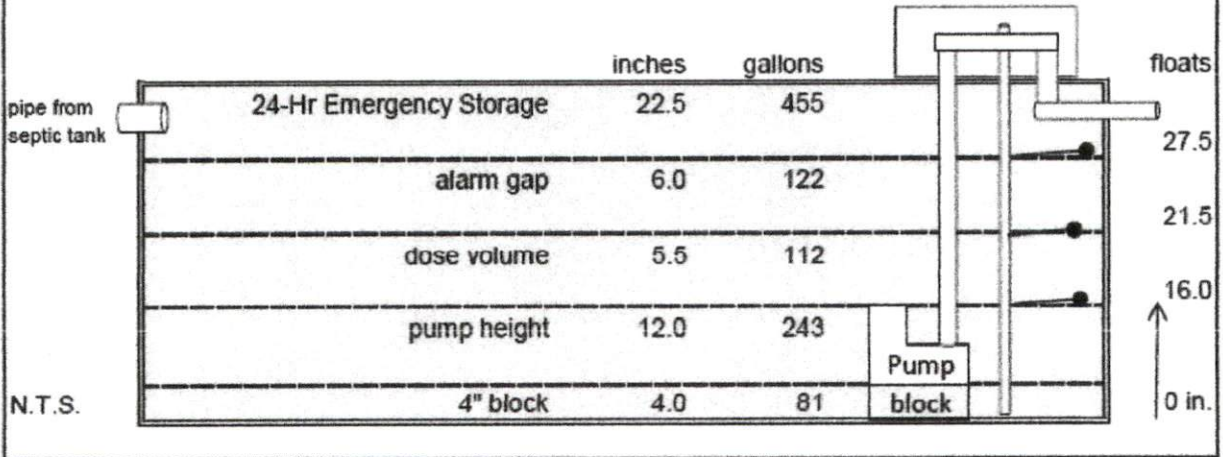 inches gallons floats
pipe from
septic tank
24-Hr Emergency Storage 22.5 455
27.5
alarm gap 6.0 122
21.5
dose volume 5.5 112
16.0
pump height 12.0 243
Pump
N.T.S. 4" block 4.0 81 block 0 in.